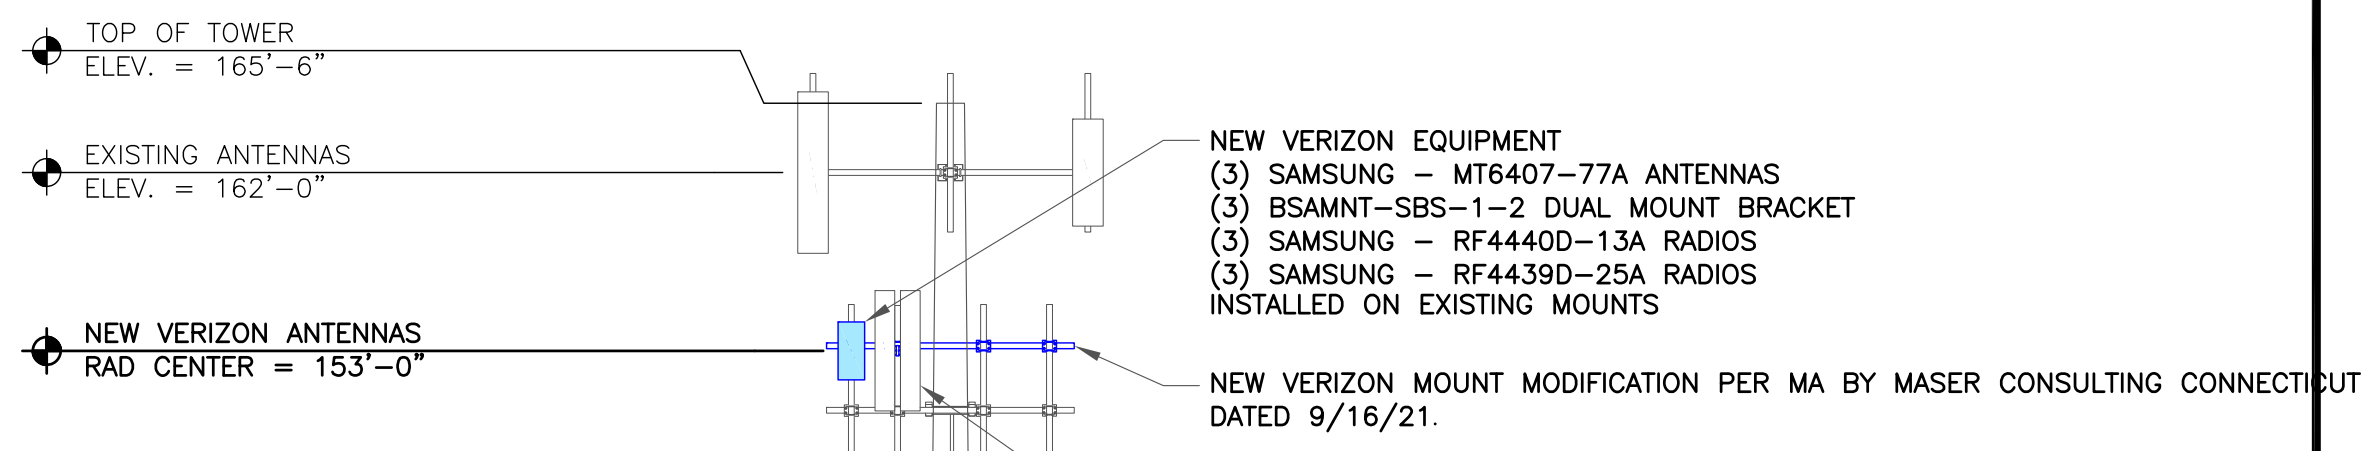 TOP OF TOWER
ELEV. = 165'-6"
EXISTING ANTENNAS
ELEV. = 162'-0"
NEW VERIZON ANTENNAS
RAD CENTER = 153'-0"
NEW VERIZON EQUIPMENT
(3) SAMSUNG - MT6407-77A ANTENNAS
(3) BSAMNT-SBS-1-2 DUAL MOUNT BRACKET
(3) SAMSUNG - RF4440D-13A RADIOS
(3) SAMSUNG - RF4439D-25A RADIOS
INSTALLED ON EXISTING MOUNTS
NEW VERIZON MOUNT MODIFICATION PER MA BY MASER CONSULTING CONNECTICUT
DATED 9/16/21.